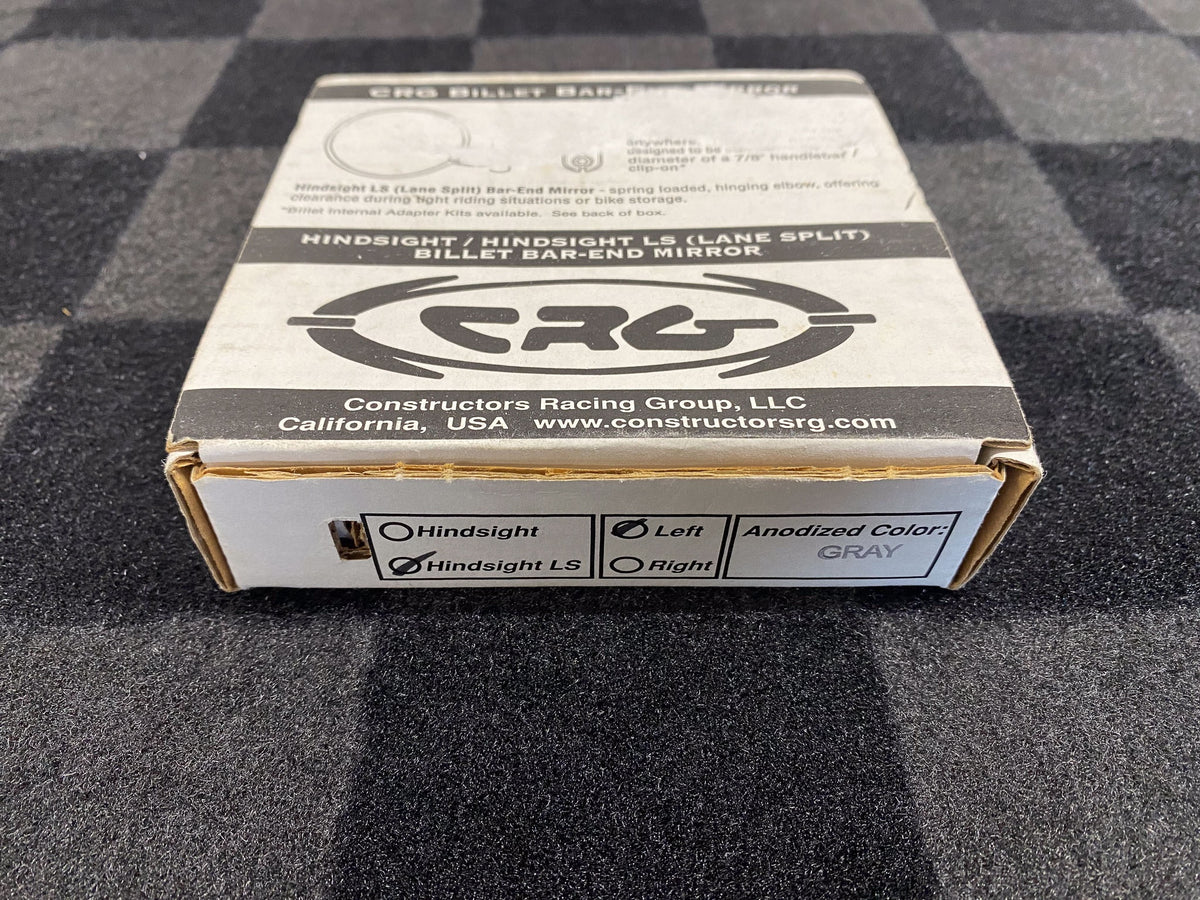 CRG BILLET BAR-END MIRROR
anywhere.
designed to be
diameter of a 7/8" handlebar /
clip-on*
Hindsight LS (Lane Split) Bar-End Mirror - spring loaded, hinging elbow, offering
clearance during tight riding situations or bike storage.
*Billet Internal Adapter Kits available. See back of box.
HINDSIGHT / HINDSIGHT LS (LANE SPLIT)
BILLET BAR-END MIRROR
CRG
Constructors Racing Group, LLC
California, USA www.constructorsrg.com
Hindsight
Hindsight LS
Left
Right
Anodized Color:
GRAY